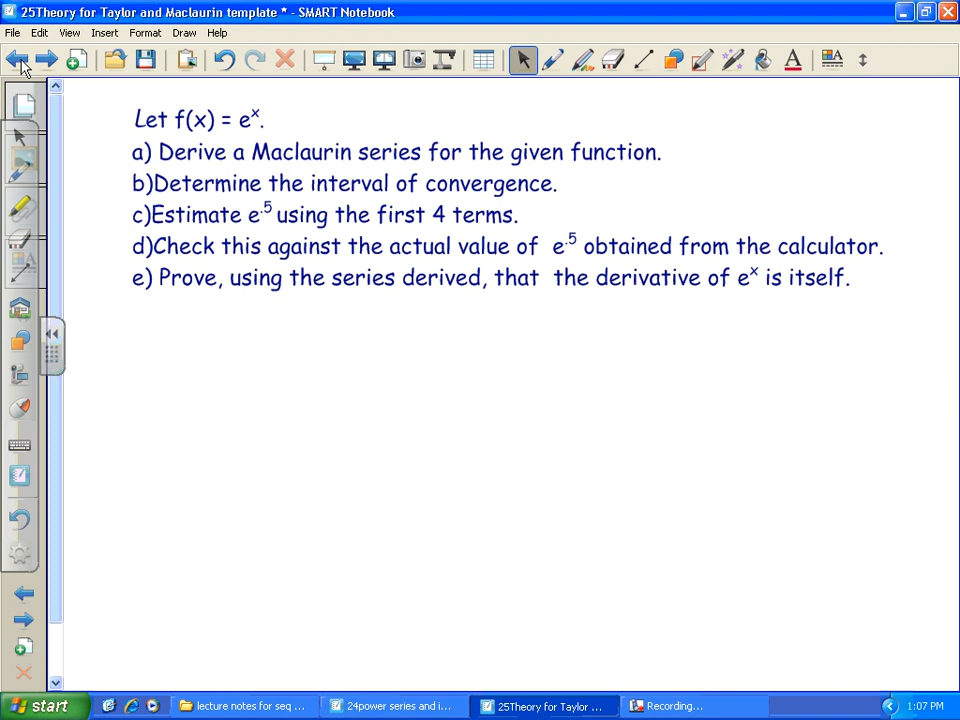 25Theory for Taylor and Maclaurin template * - SMART Notebook
File Edit View Insert Format Draw Help
Let f(x) = e^x.
a) Derive a Maclaurin series for the given function.
b)Determine the interval of convergence.
c)Estimate e^.5 using the first 4 terms.
d)Check this against the actual value of e^.5 obtained from the calculator.
e) Prove, using the series derived, that the derivative of e^x is itself.
start lecture notes for seq ... 24power series and i... 25Theory for Taylor ... Recording... 1:07 PM